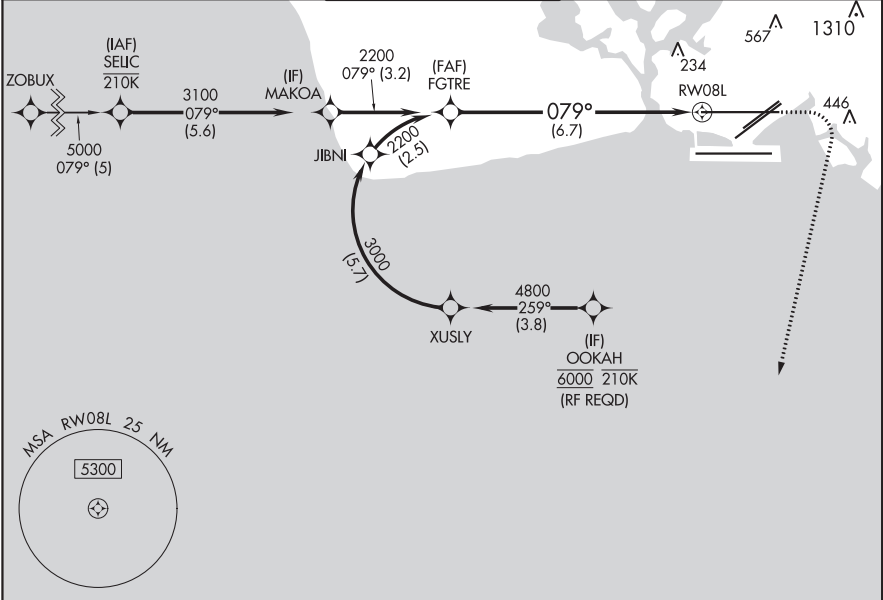 ZOBUX
(IAF)
SELIC
210K
5000
079° (5)
3100
079°
(5.6)
(IF)
MAKOA
2200
079° (3.2)
(FAF)
FGTRE
JIBNI
2200
(2.5)
079°
(6.7)
RW08L
234
567
1310
446
3000
(5.7)
XUSLY
4800
259°
(3.8)
(IF)
OOKAH
6000 210K
(RF REQD)
MSA RW08L 25 NM
5300